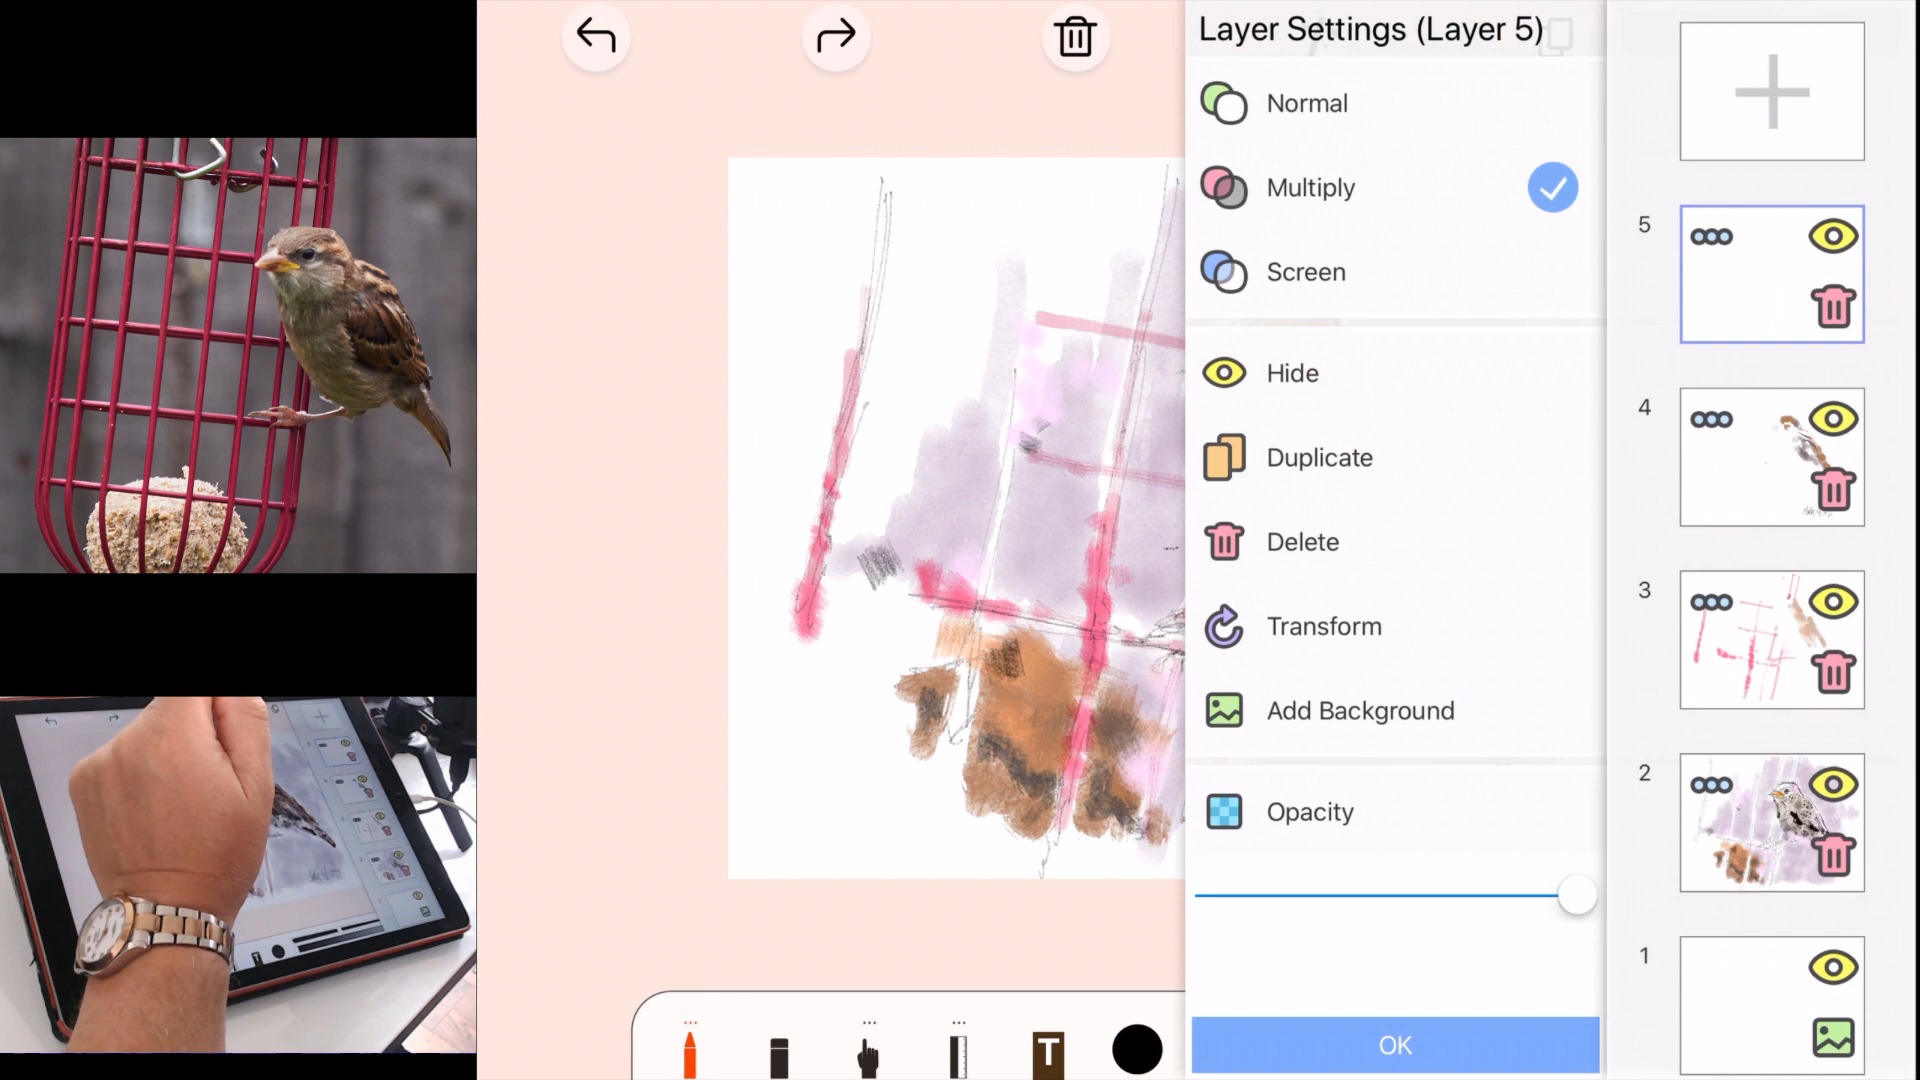 Layer Settings (Layer 5)
Normal
Multiply
Screen
Hide
Duplicate
Delete
Transform
Add Background
Opacity
OK
5
4
3
2
1
T